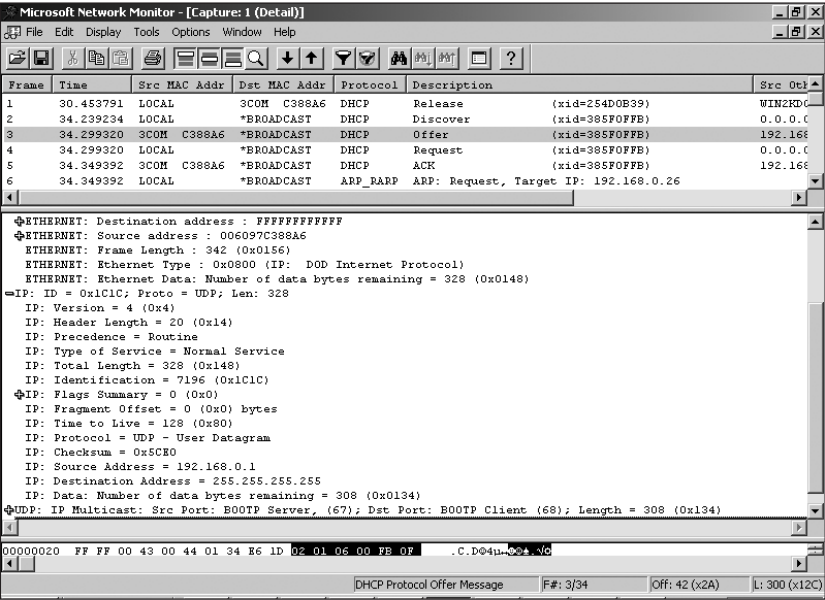 Microsoft Network Monitor - [Capture: 1 (Detail)]
File Edit Display Tools Options Window Help
Frame Time Src MAC Addr Dst MAC Addr Protocol Description Src Oth
1 30.453791 LOCAL 3COM C388A6 DHCP Release (xid=254D0B39) WIN2KDC
2 34.239234 LOCAL *BROADCAST DHCP Discover (xid=385F0FFB) 0.0.0.0
3 34.299320 3COM C388A6 *BROADCAST DHCP Offer (xid=385F0FFB) 192.168
4 34.299320 LOCAL *BROADCAST DHCP Request (xid=385F0FFB) 0.0.0.0
5 34.349392 3COM C388A6 *BROADCAST DHCP ACK (xid=385F0FFB) 192.168
6 34.349392 LOCAL *BROADCAST ARP_RARP ARP: Request, Target IP: 192.168.0.26
ETHERNET: Destination address : FFFFFFFFFFFF
ETHERNET: Source address : 006097C388A6
ETHERNET: Frame Length : 342 (0x0156)
ETHERNET: Ethernet Type : 0x0800 (IP: DOD Internet Protocol)
ETHERNET: Ethernet Data: Number of data bytes remaining = 328 (0x0148)
IP: ID = 0x1C1C; Proto = UDP; Len: 328
IP: Version = 4 (0x4)
IP: Header Length = 20 (0x14)
IP: Precedence = Routine
IP: Type of Service = Normal Service
IP: Total Length = 328 (0x148)
IP: Identification = 7196 (0x1C1C)
IP: Flags Summary = 0 (0x0)
IP: Fragment Offset = 0 (0x0) bytes
IP: Time to Live = 128 (0x80)
IP: Protocol = UDP - User Datagram
IP: Checksum = 0x5CE0
IP: Source Address = 192.168.0.1
IP: Destination Address = 255.255.255.255
IP: Data: Number of data bytes remaining = 308 (0x0134)
UDP: IP Multicast: Src Port: BOOTP Server, (67); Dst Port: BOOTP Client (68); Length = 308 (0x134)
00000020 FF FF 00 43 00 44 01 34 E6 1D 02 01 06 00 FB 0F .C.D☺4µ
DHCP Protocol Offer Message F#: 3/34 Off: 42 (x2A) L: 300 (x12C)